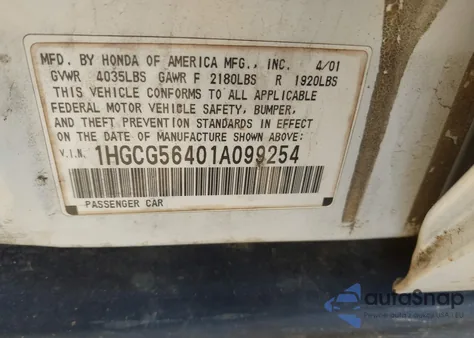 MFD. BY HONDA OF AMERICA MFG., INC. 4/01
GVWR 4035LBS GAWR F 2180LBS R 1920LBS
THIS VEHICLE CONFORMS TO ALL APPLICABLE
FEDERAL MOTOR VEHICLE SAFETY, BUMPER,
AND THEFT PREVENTION STANDARDS IN EFFECT
ON THE DATE OF MANUFACTURE SHOWN ABOVE:
V.I.N. 1HGCG56401A099254
PASSENGER CAR
autoSnap